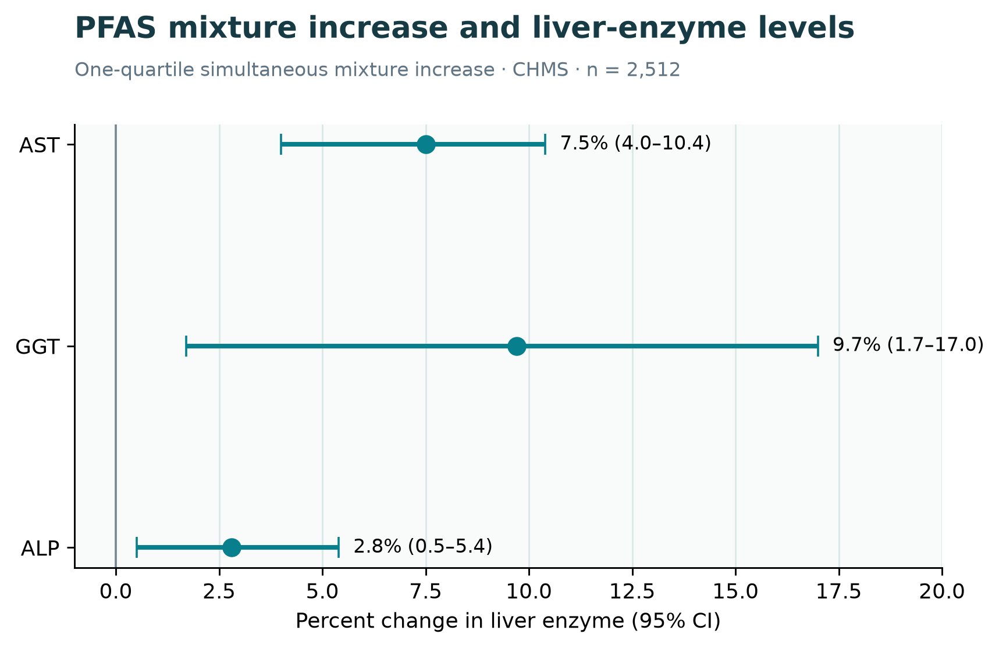 PFAS mixture increase and liver-enzyme levels
One-quartile simultaneous mixture increase · CHMS · n = 2,512
AST
7.5% (4.0–10.4)
GGT
9.7% (1.7–17.0)
ALP
2.8% (0.5–5.4)
0.0 2.5 5.0 7.5 10.0 12.5 15.0 17.5 20.0
Percent change in liver enzyme (95% CI)